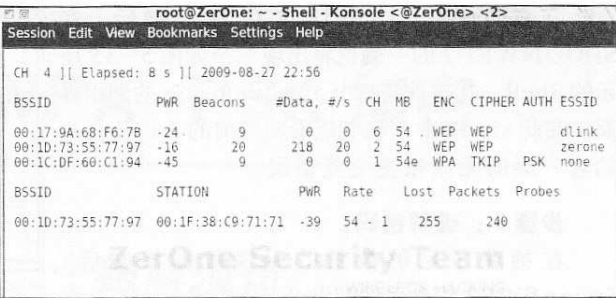 root@ZerOne: ~ - Shell - Konsole <@ZerOne> <2>
Session Edit View Bookmarks Settings Help
CH 4 ][ Elapsed: 8 s ][ 2009-08-27 22:56
BSSID PWR Beacons #Data, #/s CH MB ENC CIPHER AUTH ESSID
00:17:9A:68:F6:7B -24 9 0 0 6 54 . WEP WEP dlink
00:1D:73:55:77:97 -16 20 218 20 2 54 WEP WEP zerone
00:1C:DF:60:C1:94 -45 9 0 0 1 54e WPA TKIP PSK none
BSSID STATION PWR Rate Lost Packets Probes
00:1D:73:55:77:97 00:1F:38:C9:71:71 -39 54 - 1 255 240
ZerOne Security Team